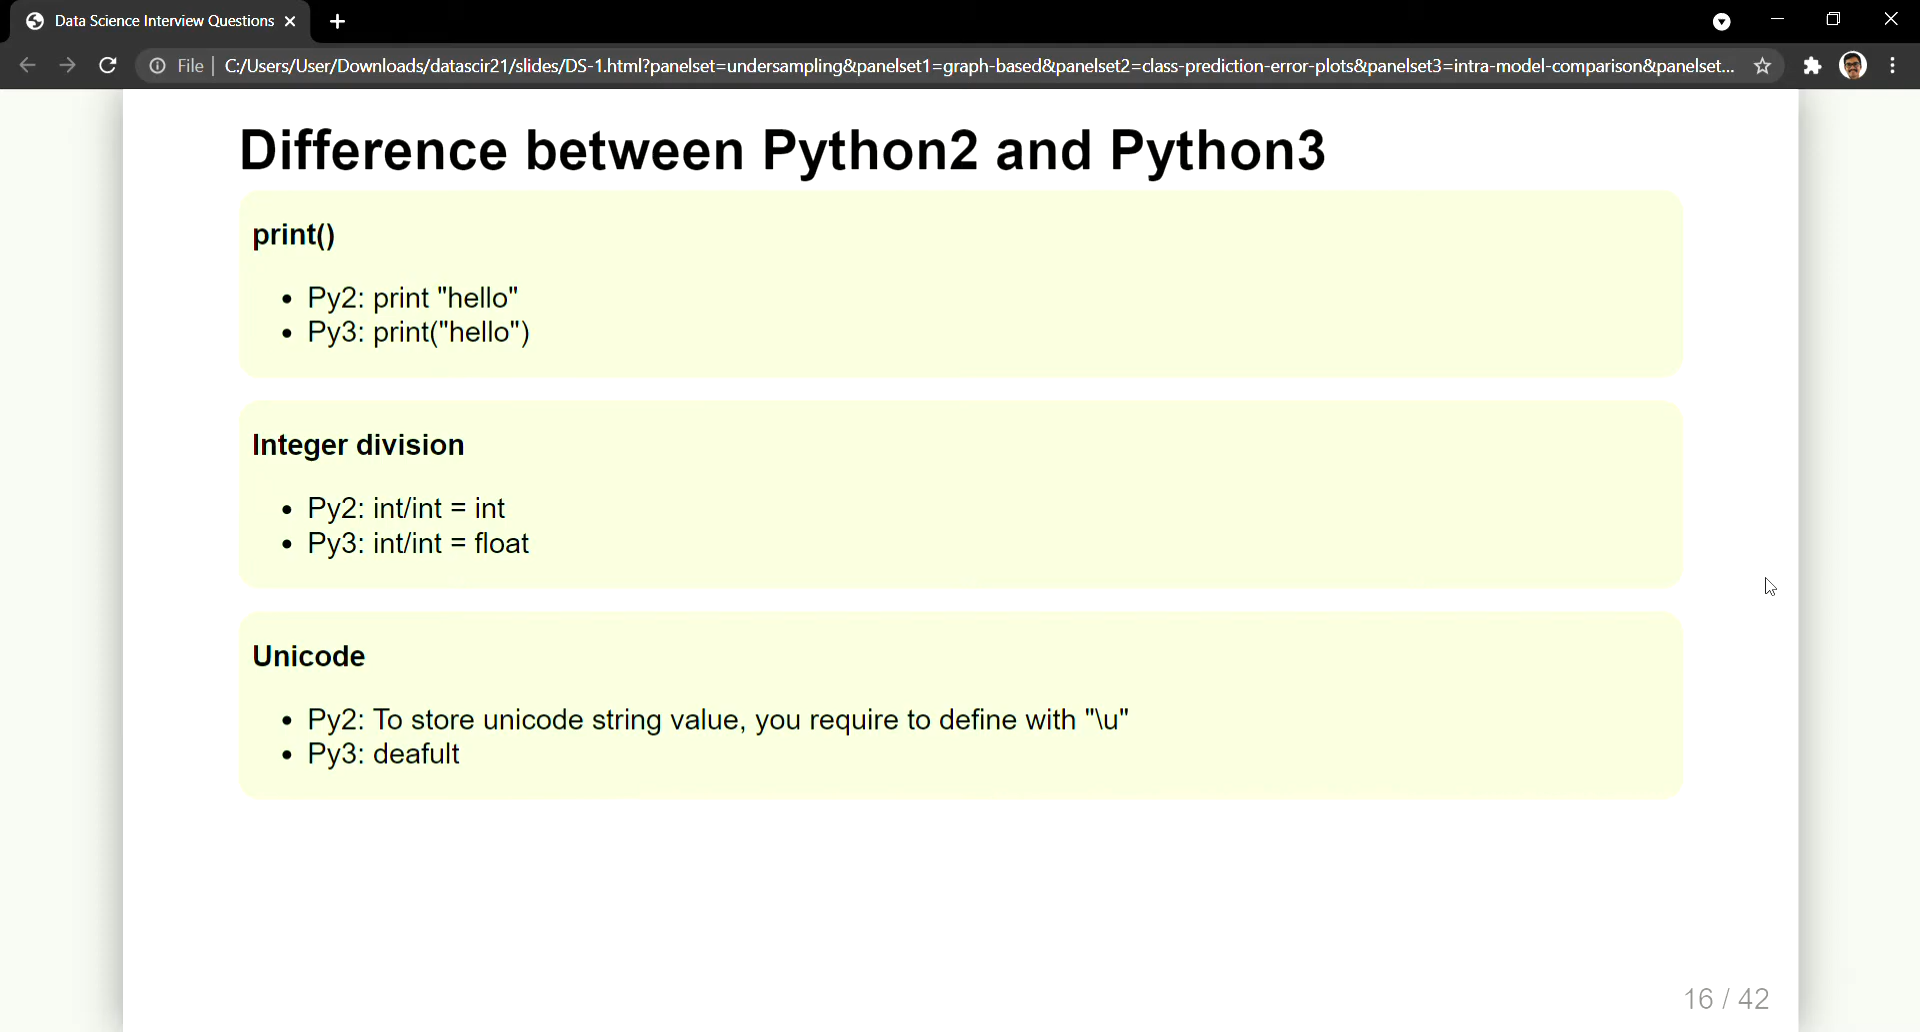 Data Science Interview Questions
File
C:/Users/User/Downloads/datascir21/slides/DS-1.html?panelset=undersampling&panelset1=graph-based&panelset2=class-prediction-error-plots&panelset3=intra-model-comparison&panelset...
Difference between Python2 and Python3
print()
• Py2: print "hello"
• Py3: print("hello")
Integer division
• Py2: int/int = int
• Py3: int/int = float
Unicode
• Py2: To store unicode string value, you require to define with "\u"
• Py3: deafult
16 / 42